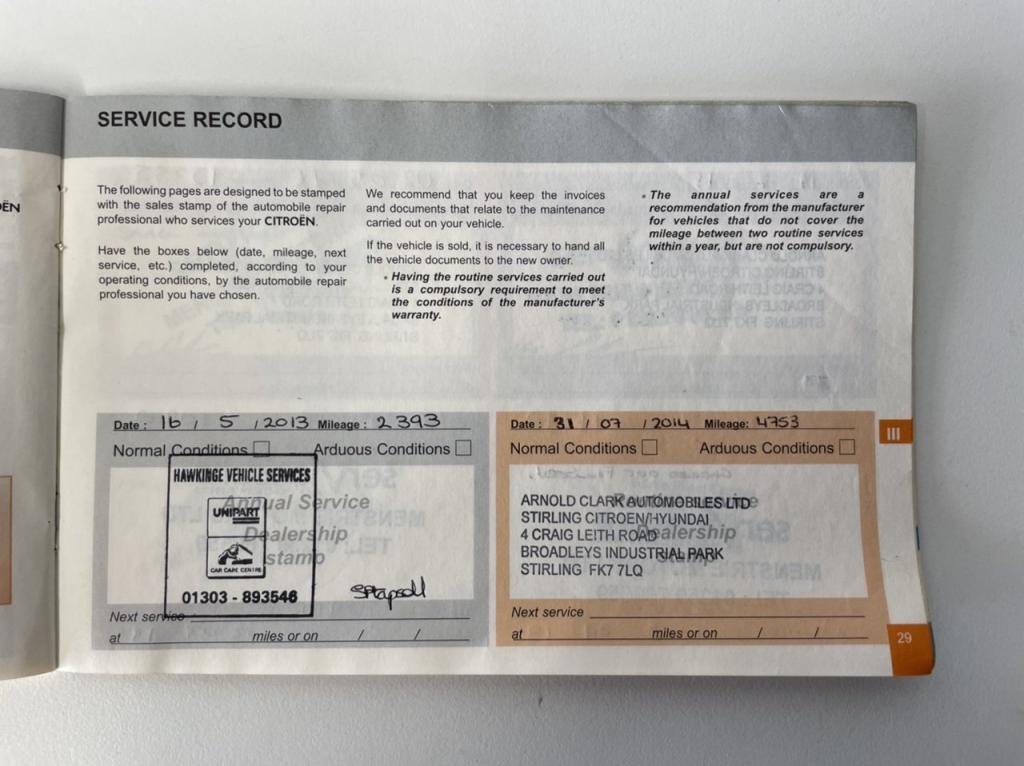 ËN
SERVICE RECORD
The following pages are designed to be stamped
with the sales stamp of the automobile repair
professional who services your CITROËN.
Have the boxes below (date, mileage, next
service, etc.) completed, according to your
operating conditions, by the automobile repair
professional you have chosen.
We recommend that you keep the invoices
and documents that relate to the maintenance
carried out on your vehicle.
If the vehicle is sold, it is necessary to hand all
the vehicle documents to the new owner.
• Having the routine services carried out
is a compulsory requirement to meet
the conditions of the manufacturer's
warranty.
• The annual services are a
recommendation from the manufacturer
for vehicles that do not cover the
mileage between two routine services
within a year, but are not compulsory.
Date : 16 / 5 / 2013 Mileage : 2393
Normal Conditions Arduous Conditions
HAWKINGE VEHICLE SERVICES
Annual Service
UNIPART
Dealership
stamp
CAR CARE CENTRE
01303 - 893546
Next service
at miles or on / /
Date : 31 / 07 / 2014 Mileage: 4753
Normal Conditions Arduous Conditions
ARNOLD CLARK AUTOMOBILES LTD
STIRLING CITROEN/HYUNDAI
4 CRAIG LEITH ROAD
Dealership
BROADLEYS INDUSTRIAL PARK
stamp
STIRLING FK7 7LQ
Next service
at miles or on / /
III
29